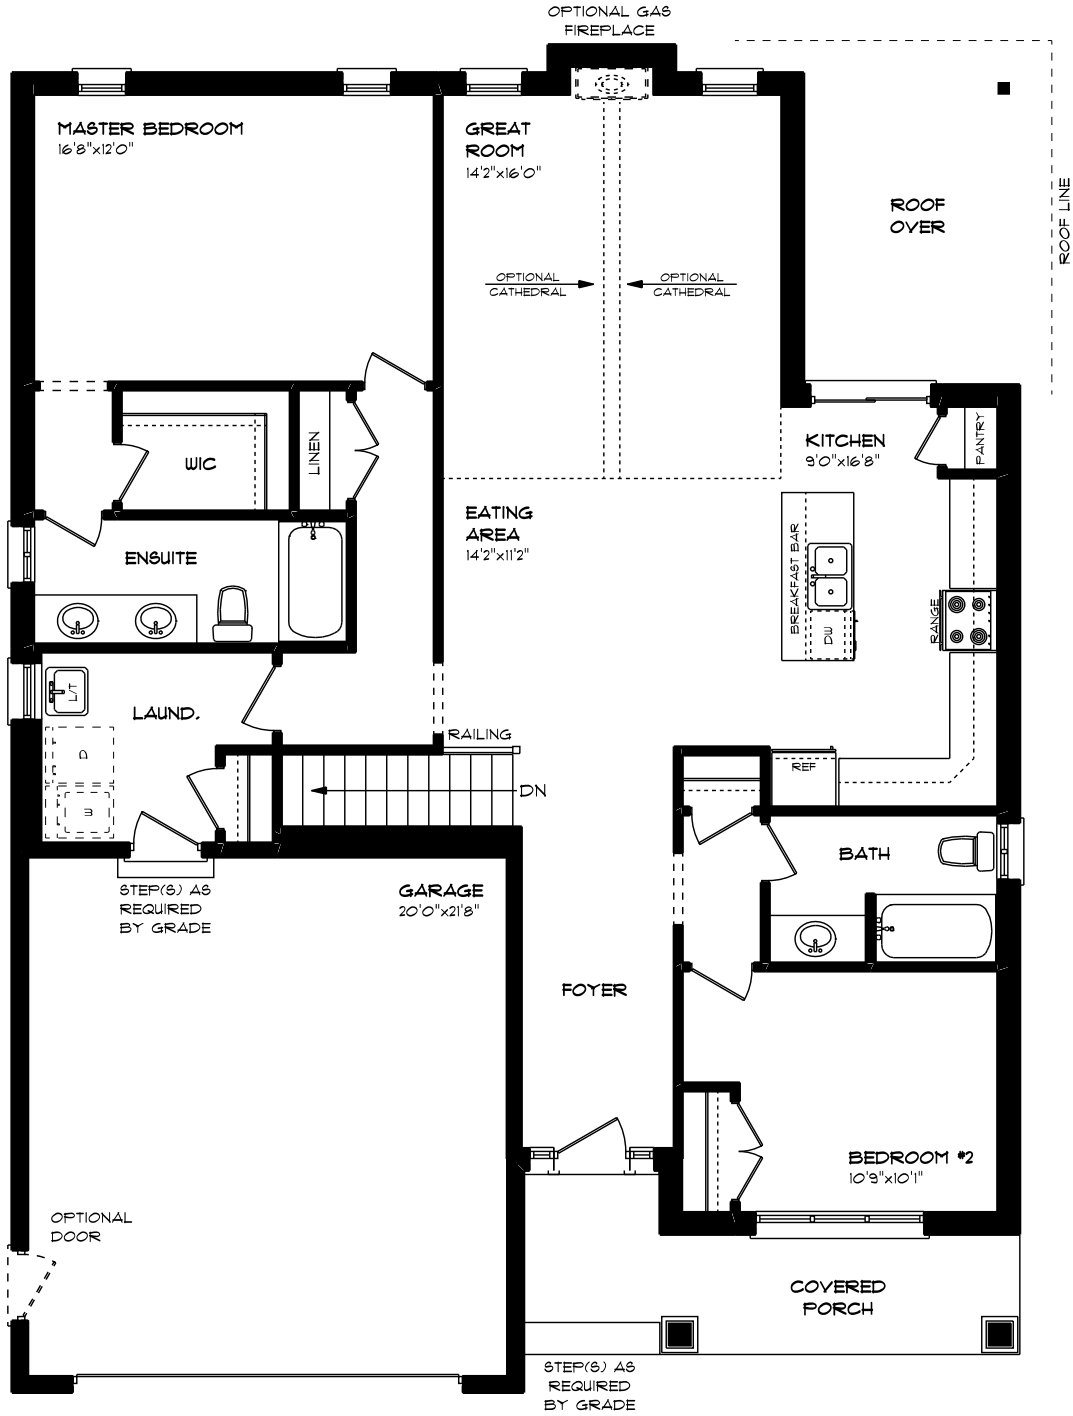 OPTIONAL GAS
FIREPLACE
MASTER BEDROOM
16'8"x12'0"
GREAT
ROOM
14'2"x16'0"
ROOF
OVER
ROOF LINE
OPTIONAL
CATHEDRAL
OPTIONAL
CATHEDRAL
WIC
LINEN
KITCHEN
9'0"x16'8"
PANTRY
EATING
AREA
14'2"x11'2"
ENSUITE
BREAKFAST BAR
DW
RANGE
L/T
LAUND.
D
W
RAILING
DN
REF
BATH
STEP(S) AS
REQUIRED
BY GRADE
GARAGE
20'0"x21'8"
FOYER
BEDROOM #2
10'9"x10'1"
OPTIONAL
DOOR
COVERED
PORCH
STEP(S) AS
REQUIRED
BY GRADE